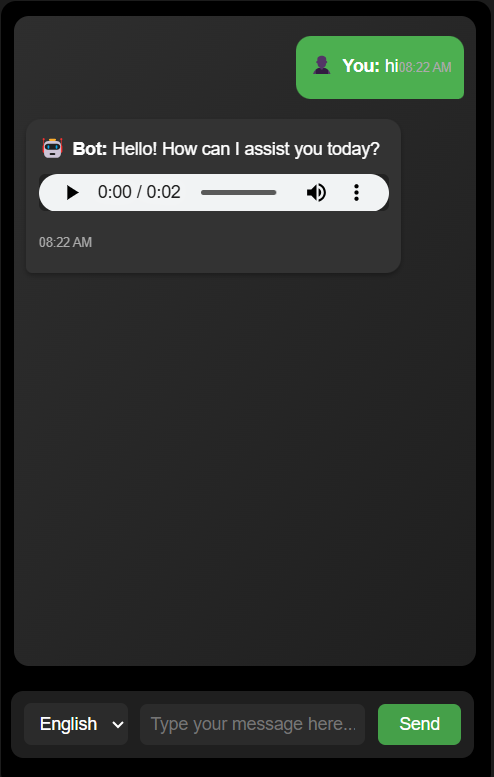 You: hi08:22 AM
Bot: Hello! How can I assist you today?
0:00 / 0:02
08:22 AM
English Type your message here... Send